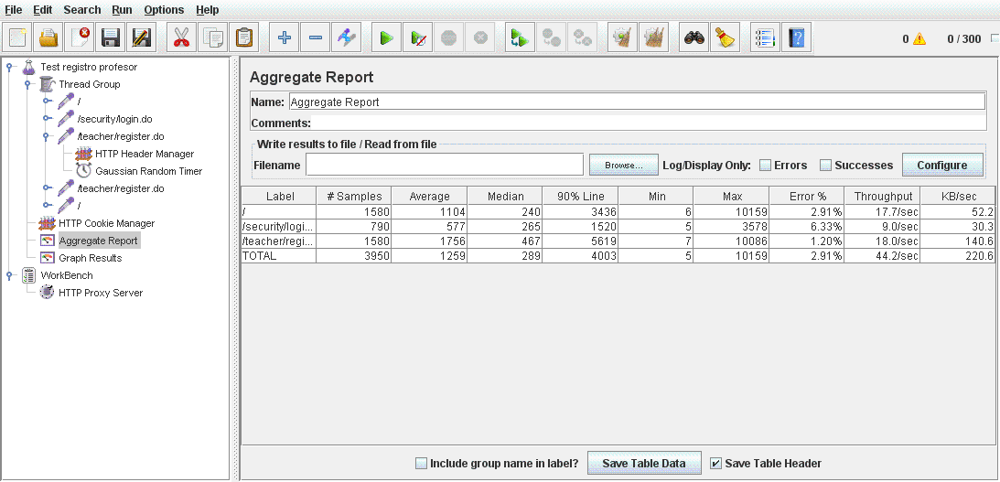 File Edit Search Run Options Help
0 0 / 300
Test registro profesor
Thread Group
/
/security/login.do
/teacher/register.do
HTTP Header Manager
Gaussian Random Timer
/teacher/register.do
/
HTTP Cookie Manager
Aggregate Report
Graph Results
WorkBench
HTTP Proxy Server
Aggregate Report
Name: Aggregate Report
Comments:
Write results to file / Read from file
Filename Browse... Log/Display Only: Errors Successes Configure
Label # Samples Average Median 90% Line Min Max Error % Throughput KB/sec
/ 1580 1104 240 3436 6 10159 2.91% 17.7/sec 52.2
/security/logi... 790 577 265 1520 5 3578 6.33% 9.0/sec 30.3
/teacher/regi... 1580 1756 467 5619 7 10086 1.20% 18.0/sec 140.6
TOTAL 3950 1259 289 4003 5 10159 2.91% 44.2/sec 220.6
Include group name in label? Save Table Data Save Table Header